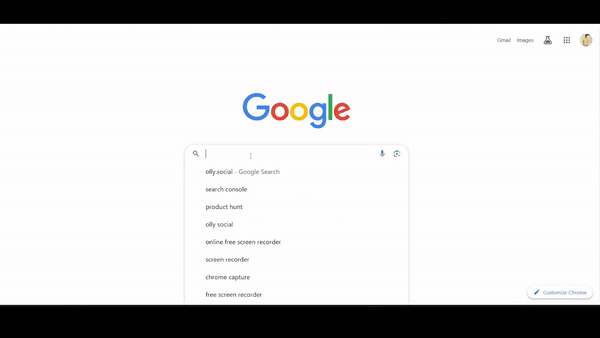 Gmail Images
Google
olly.social - Google Search
search console
product hunt
olly social
online free screen recorder
screen recorder
chrome capture
free screen recorder
Customize Chrome